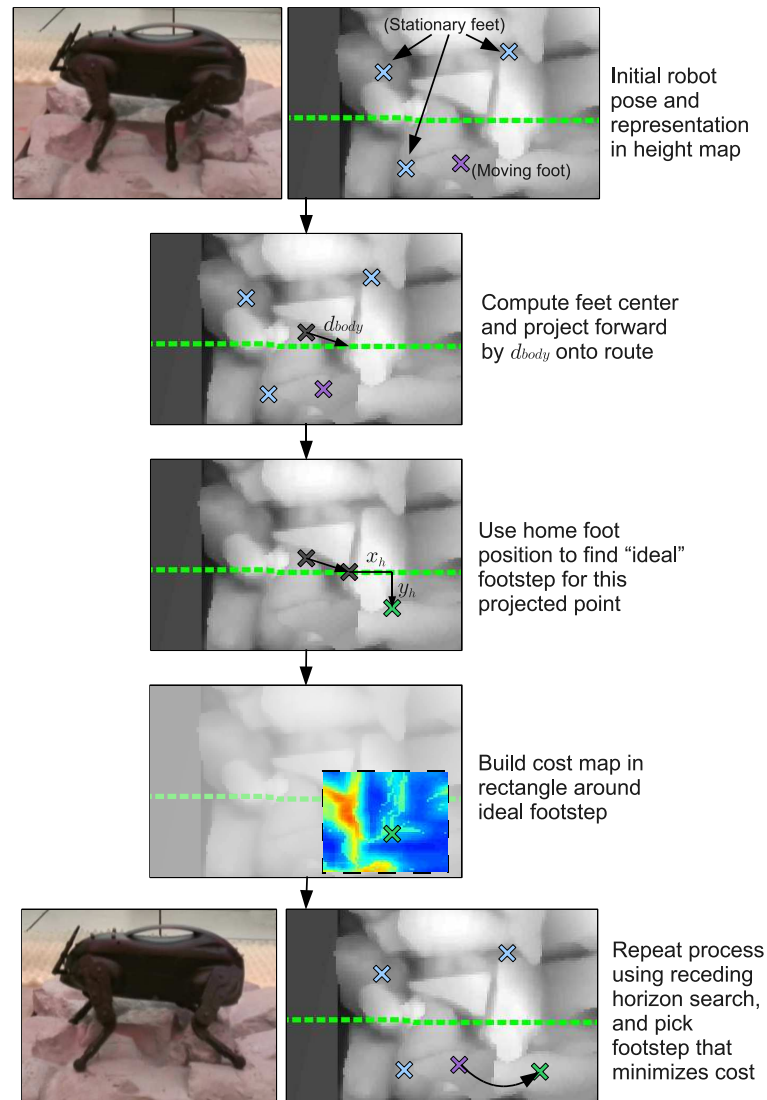 (Stationary feet)
(Moving foot)
Initial robot
pose and
representation
in height map
d_body
Compute feet center
and project forward
by d_body onto route
x_h
y_h
Use home foot
position to find “ideal”
footstep for this
projected point
Build cost map in
rectangle around
ideal footstep
Repeat process
using receding
horizon search,
and pick
footstep that
minimizes cost